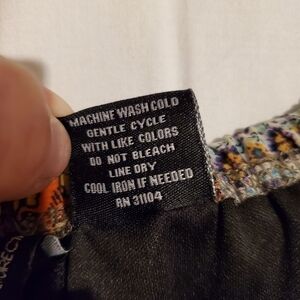 MACHINE WASH COLD
GENTLE CYCLE
WITH LIKE COLORS
DO NOT BLEACH
LINE DRY
COOL IRON IF NEEDED
RN 31104